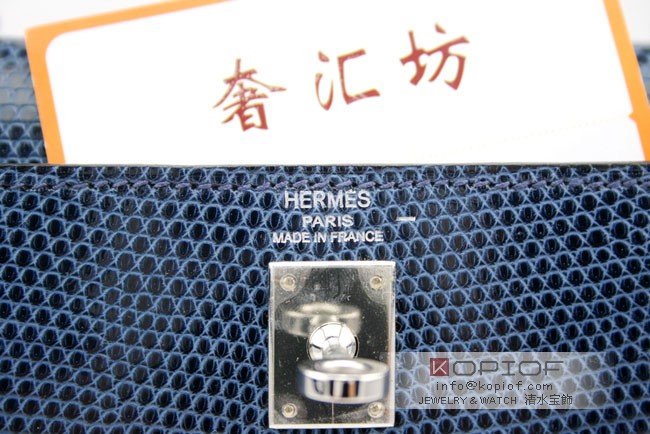 奢汇坊
HERMES
PARIS
MADE IN FRANCE
KOPIOF
info@kopiof.com
JEWELRY & WATCH 清水宝飾